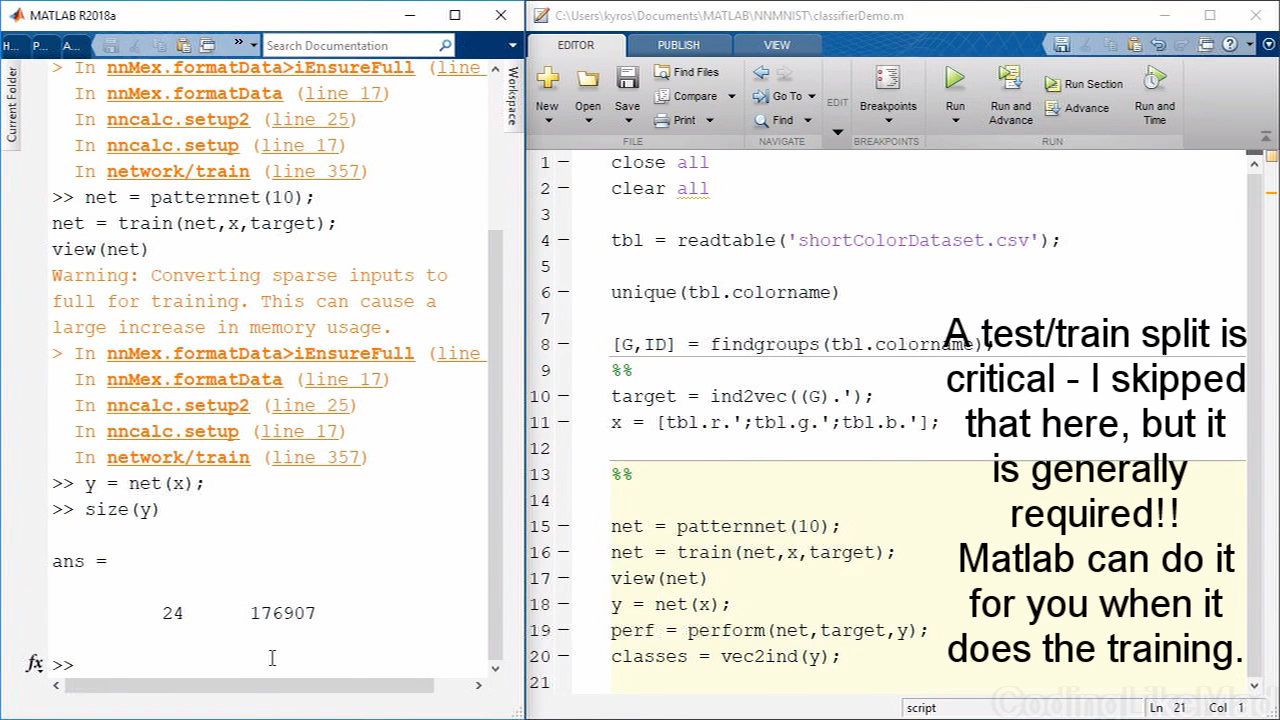 MATLAB R2018a
H... P... A... » Search Documentation
Current Folder
Workspace
> In nnMex.formatData>iEnsureFull (line
In nnMex.formatData (line 17)
In nncalc.setup2 (line 25)
In nncalc.setup (line 17)
In network/train (line 357)
>> net = patternnet(10);
net = train(net,x,target);
view(net)
Warning: Converting sparse inputs to
full for training. This can cause a
large increase in memory usage.
> In nnMex.formatData>iEnsureFull (line
In nnMex.formatData (line 17)
In nncalc.setup2 (line 25)
In nncalc.setup (line 17)
In network/train (line 357)
>> y = net(x);
>> size(y)
ans =
24 176907
fx >>
C:\Users\kyros\Documents\MATLAB\NNMNIST\classifierDemo.m
EDITOR PUBLISH VIEW
New Open Save Find Files Compare Print
FILE
Go To Find
NAVIGATE
EDIT
Breakpoints
BREAKPOINTS
Run Run and Advance Run Section Advance Run and Time
RUN
1 close all
2 clear all
3
4 tbl = readtable('shortColorDataset.csv');
5
6 unique(tbl.colorname)
7
8 [G,ID] = findgroups(tbl.colorname);
9 %%
10 target = ind2vec((G).');
11 x = [tbl.r.';tbl.g.';tbl.b.'];
12
13 %%
14
15 net = patternnet(10);
16 net = train(net,x,target);
17 view(net)
18 y = net(x);
19 perf = perform(net,target,y);
20 classes = vec2ind(y);
21
A test/train split is
critical - I skipped
that here, but it
is generally
required!!
Matlab can do it
for you when it
does the training.
©CodingLikeMad
script Ln 21 Col 1